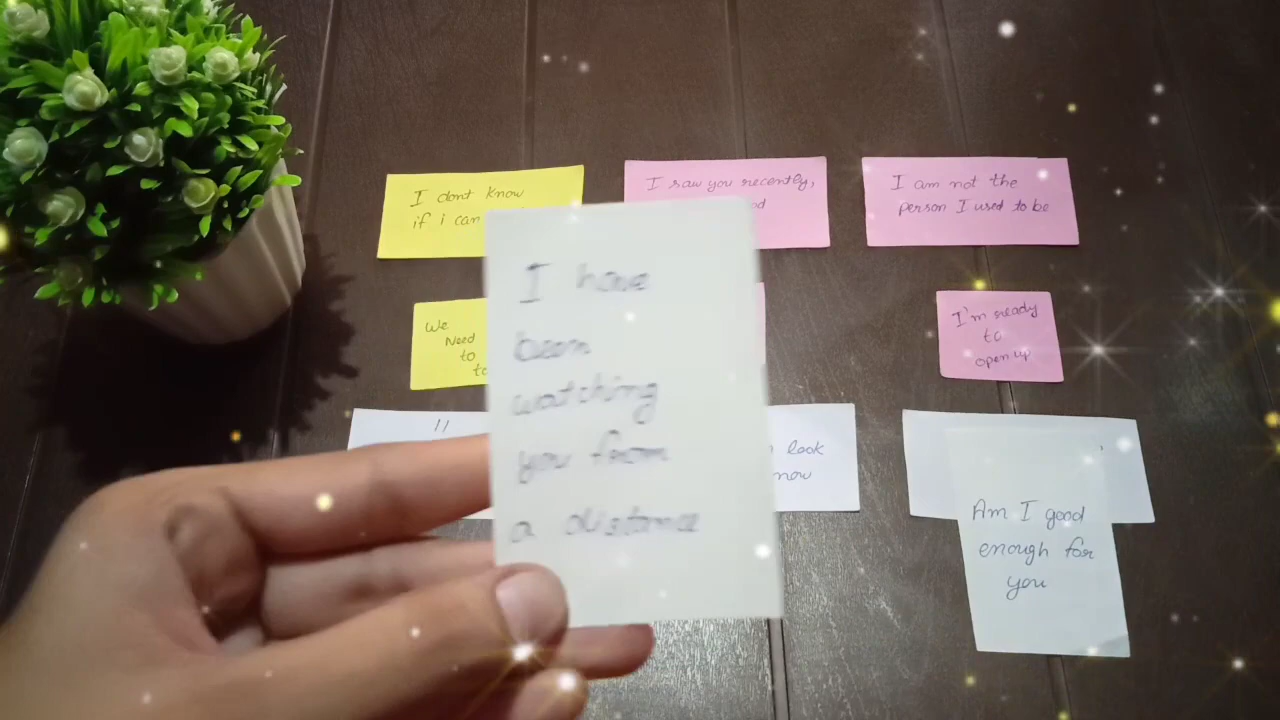 I dont know
if i can
I saw you recently,
I am not the
person I used to be
We
Need
to
I'm ready
to
open up
I have
been
watching
you from
a distance
look
now
Am I good
enough for
you